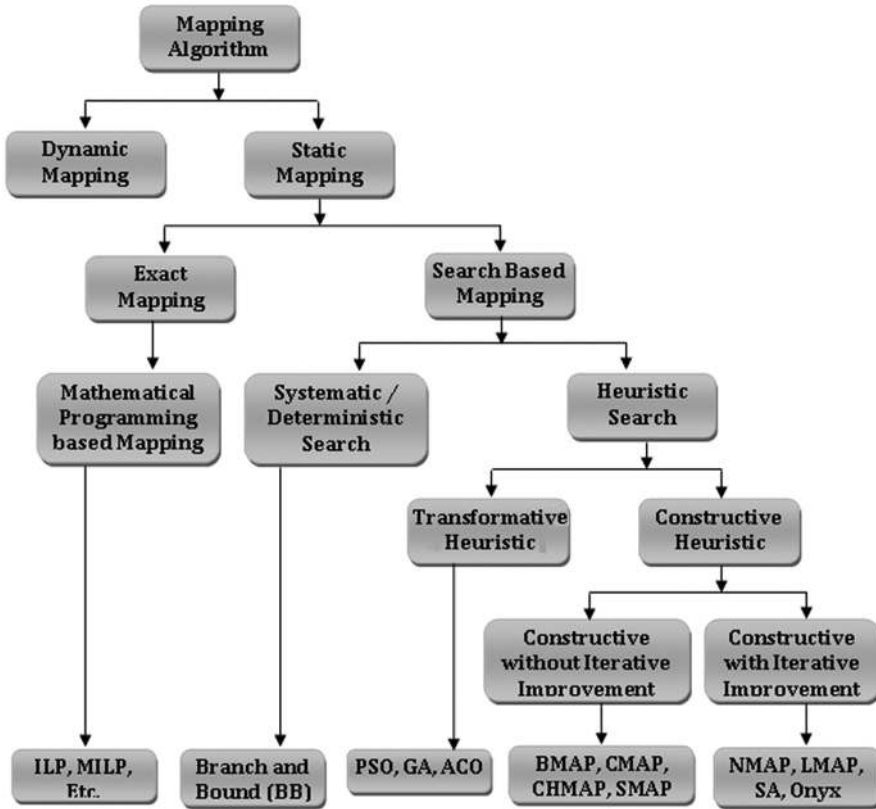 Mapping
Algorithm
Dynamic
Mapping
Static
Mapping
Exact
Mapping
Search Based
Mapping
Mathematical
Programming
based Mapping
Systematic /
Deterministic
Search
Heuristic
Search
Transformative
Heuristic
Constructive
Heuristic
Constructive
without Iterative
Improvement
Constructive
with Iterative
Improvement
ILP, MILP,
Etc.
Branch and
Bound (BB)
PSO, GA, ACO
BMAP, CMAP,
CHMAP, SMAP
NMAP, LMAP,
SA, Onyx